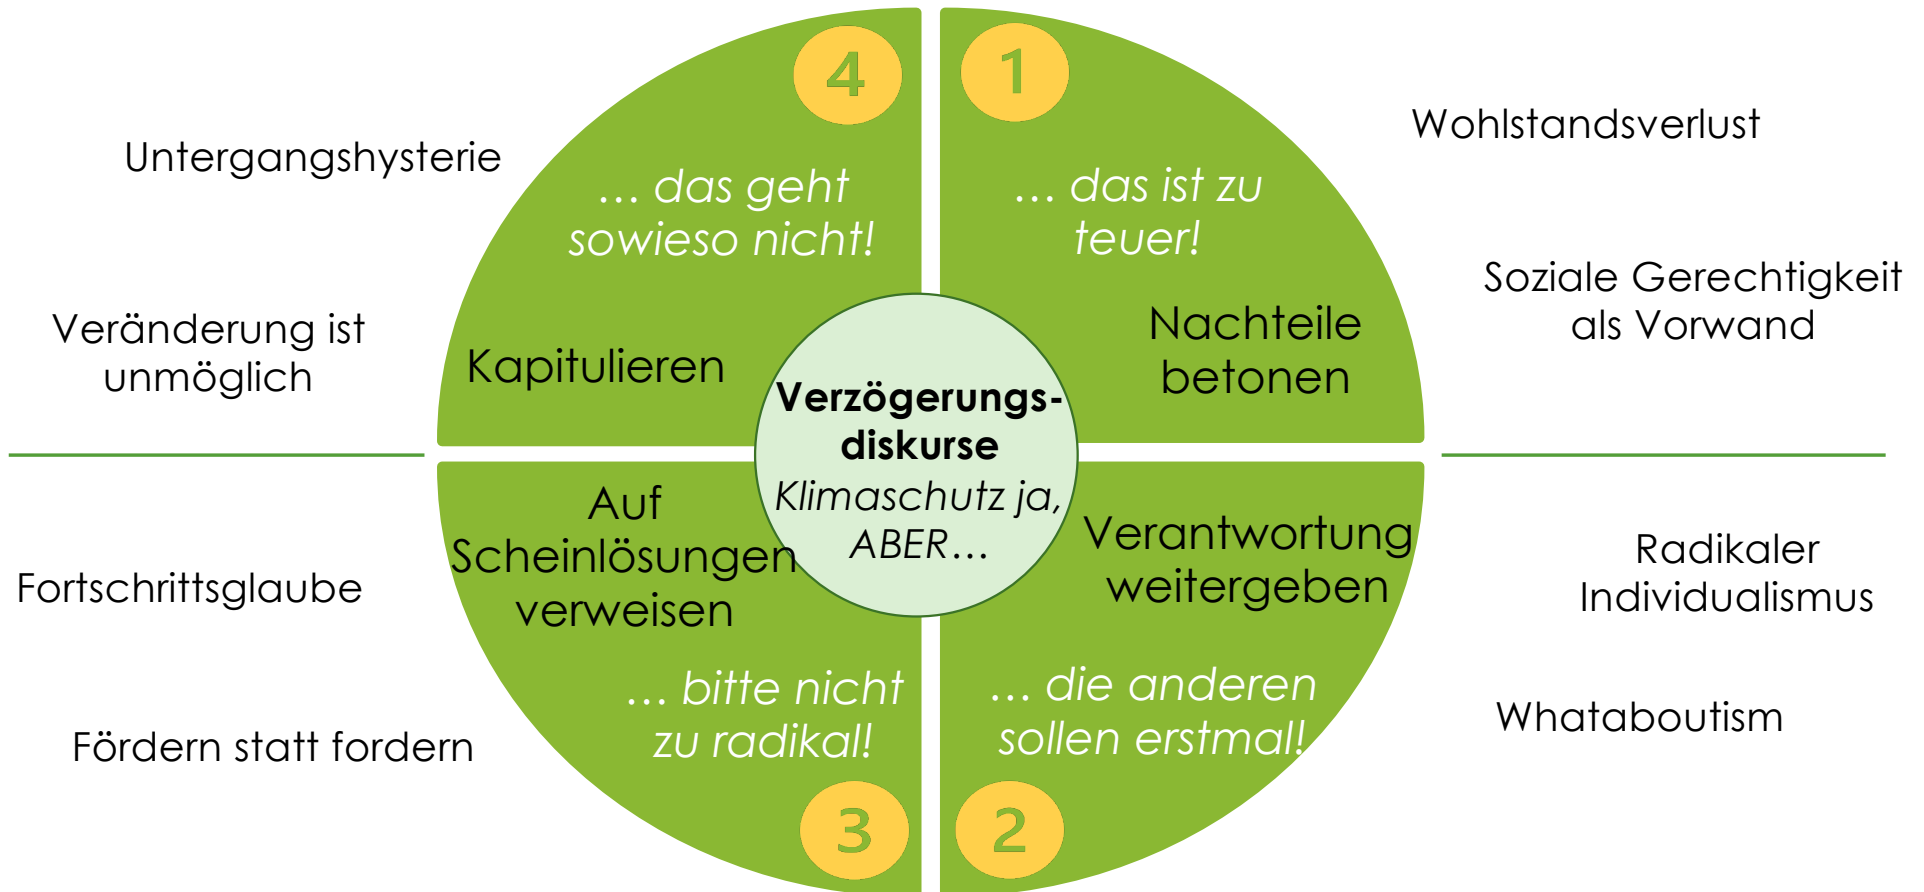 4
1
Untergangshysterie
Wohlstandsverlust
… das geht
sowieso nicht!
… das ist zu
teuer!
Veränderung ist
unmöglich
Soziale Gerechtigkeit
als Vorwand
Kapitulieren
Nachteile
betonen
Verzögerungs-
diskurse
Klimaschutz ja,
ABER…
Auf
Scheinlösungen
verweisen
Verantwortung
weitergeben
Fortschrittsglaube
Radikaler
Individualismus
… bitte nicht
zu radikal!
… die anderen
sollen erstmal!
Fördern statt fordern
Whataboutism
3
2